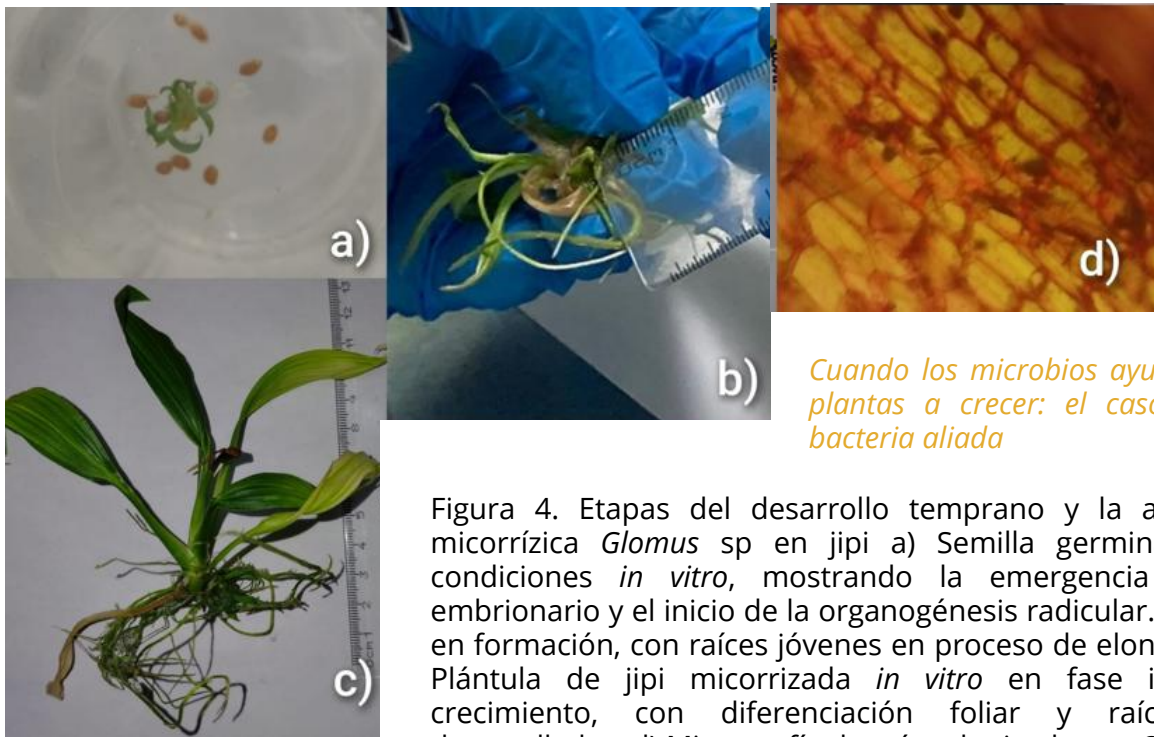 a)
b)
c)
d)
Cuando los microbios ayu
plantas a crecer: el caso
bacteria aliada
Figura 4. Etapas del desarrollo temprano y la a
micorrízica Glomus sp en jipi a) Semilla germin
condiciones in vitro, mostrando la emergencia
embrionario y el inicio de la organogénesis radicular.
en formación, con raíces jóvenes en proceso de elon
Plántula de jipi micorrizada in vitro en fase i
crecimiento, con diferenciación foliar y raíc